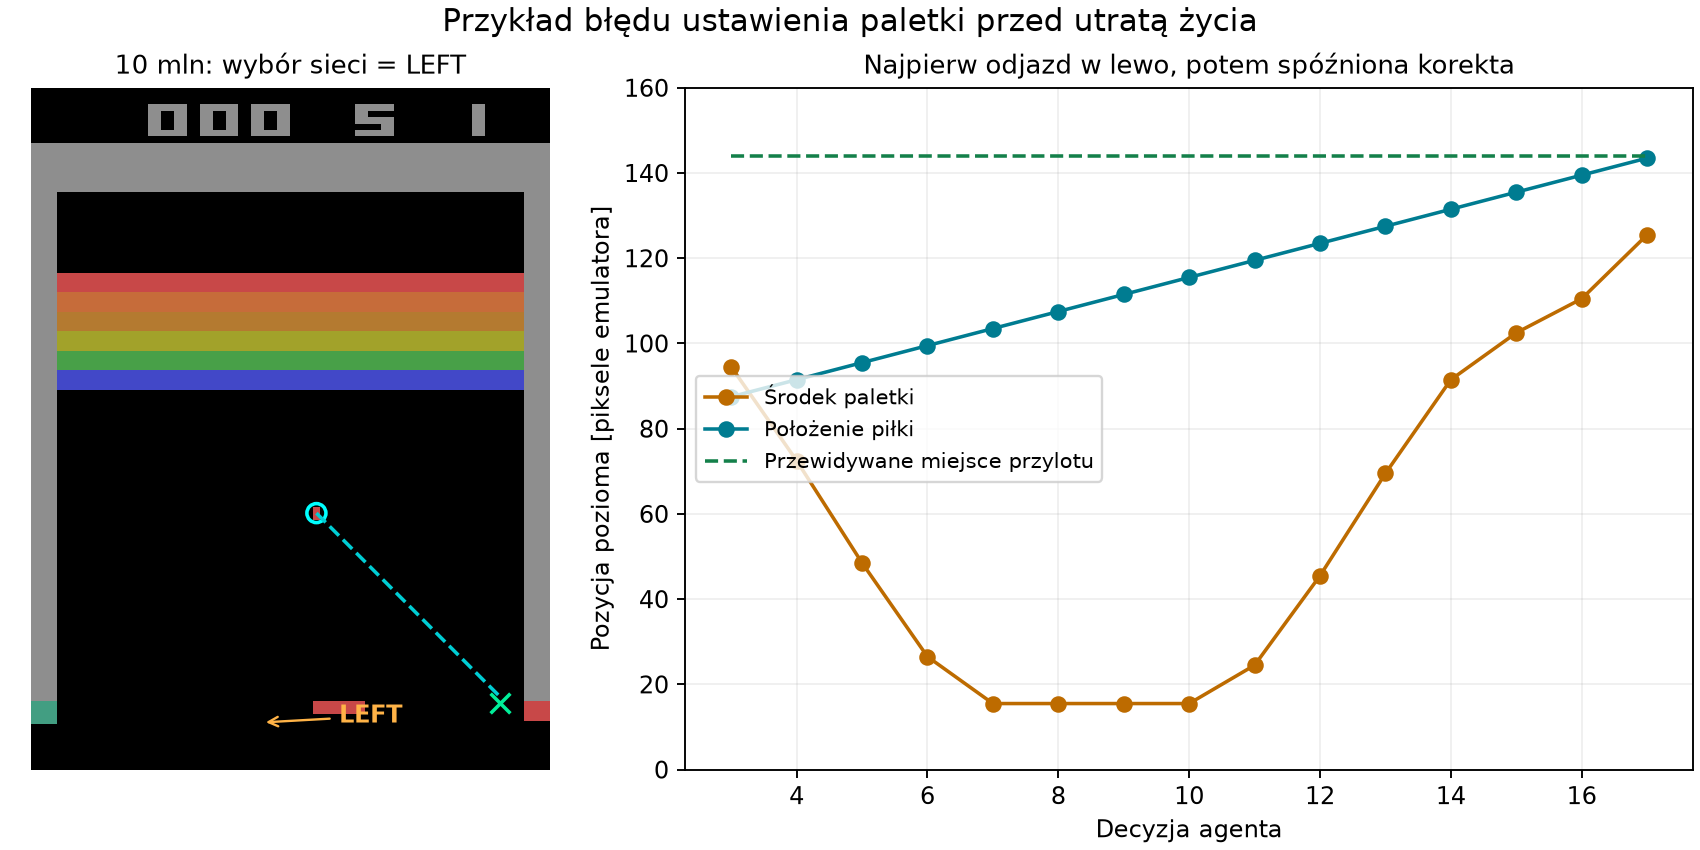 Przykład błędu ustawienia paletki przed utratą życia
10 mln: wybór sieci = LEFT
000 5 1
LEFT
Najpierw odjazd w lewo, potem spóźniona korekta
Pozycja pozioma [piksele emulatora]
160
140
120
100
80
60
40
20
0
Środek paletki
Położenie piłki
Przewidywane miejsce przylotu
4 6 8 10 12 14 16
Decyzja agenta